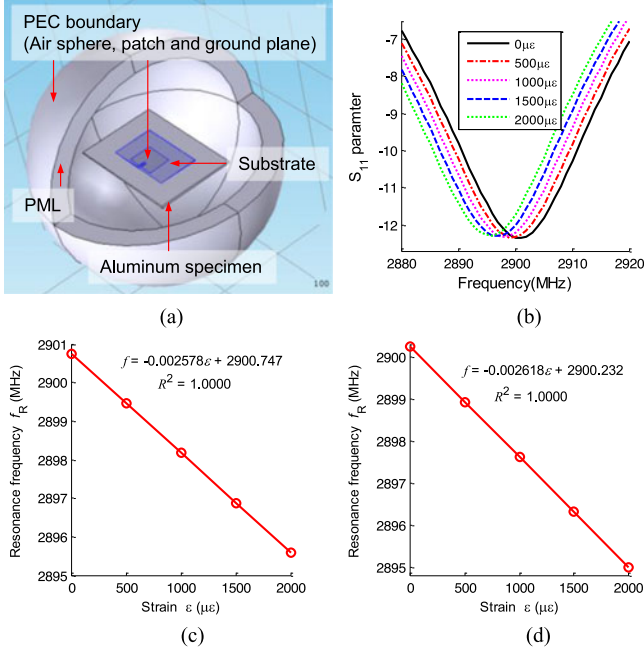 PEC boundary
(Air sphere, patch and ground plane)
Substrate
PML
Aluminum specimen
100
(a)
-6
-7
-8
-9
-10
-11
-12
S11 paramter
0µε
500µε
1000µε
1500µε
2000µε
2880 2890 2900 2910 2920
Frequency(MHz)
(b)
2901
2900
2899
2898
2897
2896
2895
Resonance frequency fR (MHz)
f = -0.002578ε + 2900.747
R² = 1.0000
0 500 1000 1500 2000
Strain ε (µε)
(c)
2900
2899
2898
2897
2896
2895
Resonance frequency fR (MHz)
f = -0.002618ε + 2900.232
R² = 1.0000
0 500 1000 1500 2000
Strain ε (µε)
(d)